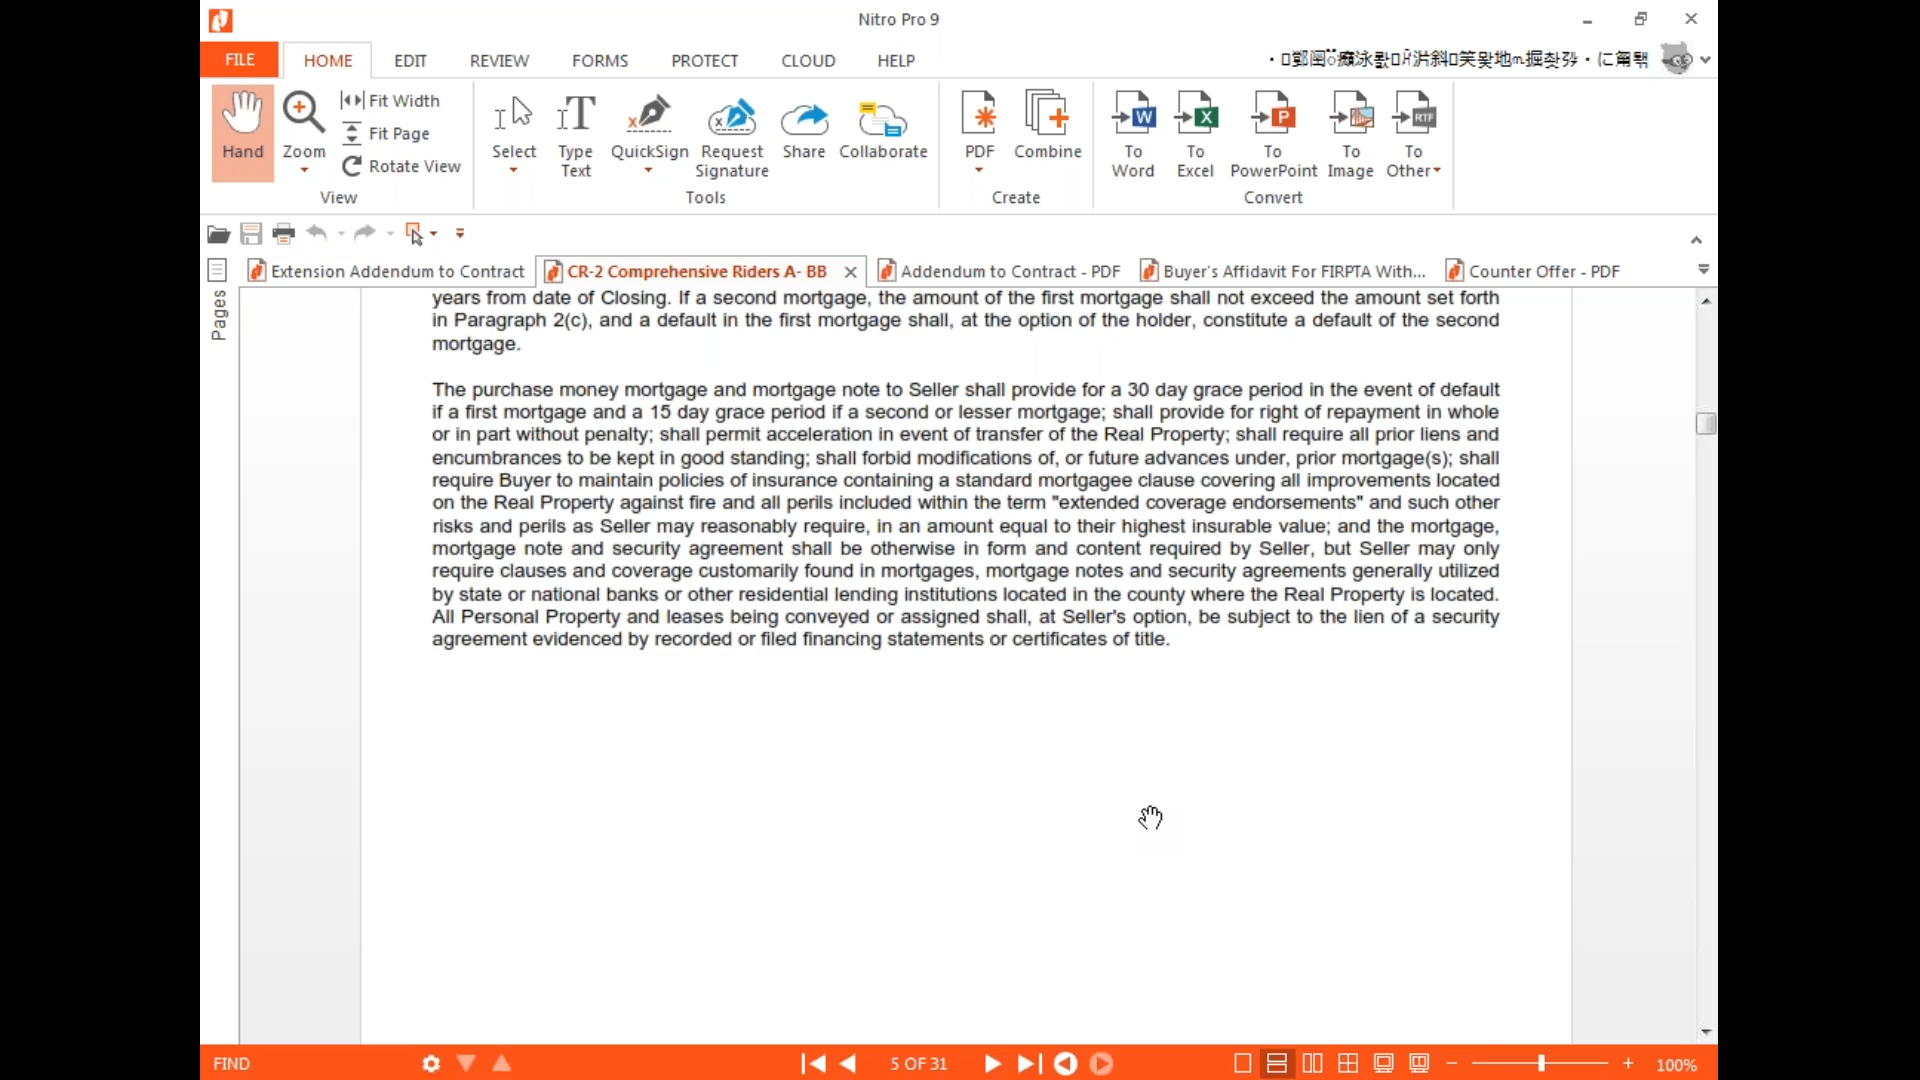 Nitro Pro 9
FILE HOME EDIT REVIEW FORMS PROTECT CLOUD HELP
Hand
Zoom
Fit Width
Fit Page
Rotate View
View
Select
Type Text
QuickSign
Request Signature
Share
Collaborate
Tools
PDF
Combine
Create
To Word
To Excel
To PowerPoint
To Image
To Other
Convert
Extension Addendum to Contract
CR-2 Comprehensive Riders A- BB
Addendum to Contract - PDF
Buyer's Affidavit For FIRPTA With...
Counter Offer - PDF
Pages
years from date of Closing. If a second mortgage, the amount of the first mortgage shall not exceed the amount set forth
in Paragraph 2(c), and a default in the first mortgage shall, at the option of the holder, constitute a default of the second
mortgage.
The purchase money mortgage and mortgage note to Seller shall provide for a 30 day grace period in the event of default
if a first mortgage and a 15 day grace period if a second or lesser mortgage; shall provide for right of repayment in whole
or in part without penalty; shall permit acceleration in event of transfer of the Real Property; shall require all prior liens and
encumbrances to be kept in good standing; shall forbid modifications of, or future advances under, prior mortgage(s); shall
require Buyer to maintain policies of insurance containing a standard mortgagee clause covering all improvements located
on the Real Property against fire and all perils included within the term "extended coverage endorsements" and such other
risks and perils as Seller may reasonably require, in an amount equal to their highest insurable value; and the mortgage,
mortgage note and security agreement shall be otherwise in form and content required by Seller, but Seller may only
require clauses and coverage customarily found in mortgages, mortgage notes and security agreements generally utilized
by state or national banks or other residential lending institutions located in the county where the Real Property is located.
All Personal Property and leases being conveyed or assigned shall, at Seller's option, be subject to the lien of a security
agreement evidenced by recorded or filed financing statements or certificates of title.
FIND
5 OF 31
100%